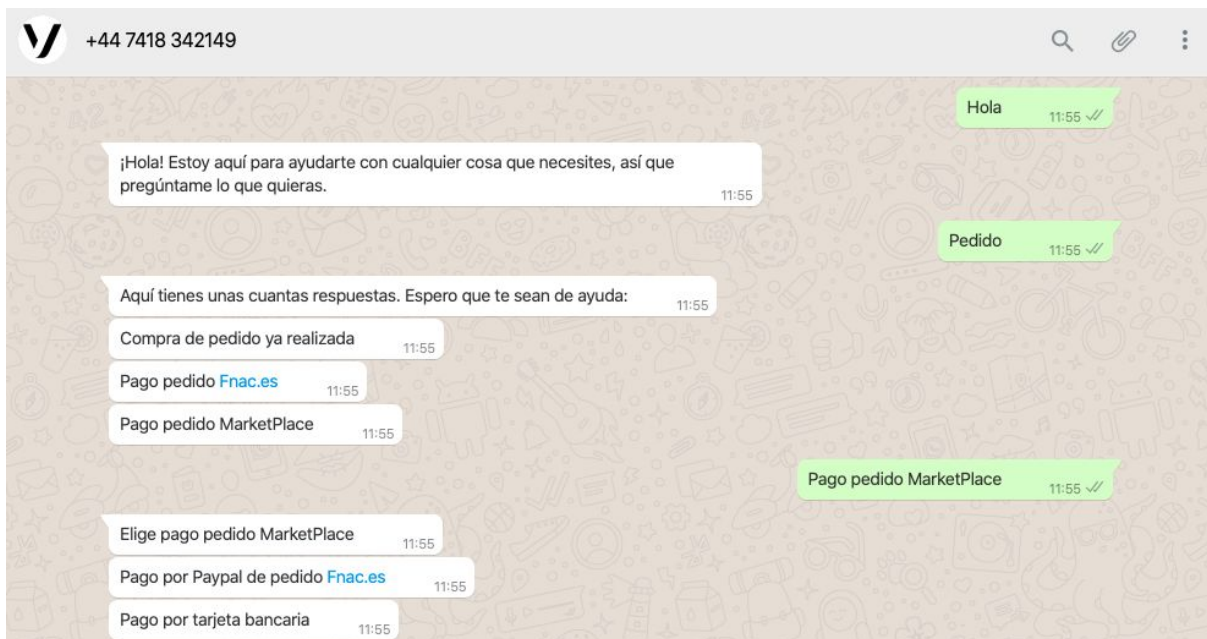 +44 7418 342149
Hola
11:55
¡Hola! Estoy aquí para ayudarte con cualquier cosa que necesites, así que
pregúntame lo que quieras.
11:55
Pedido
11:55
Aquí tienes unas cuantas respuestas. Espero que te sean de ayuda:
11:55
Compra de pedido ya realizada
11:55
Pago pedido Fnac.es
11:55
Pago pedido MarketPlace
11:55
Pago pedido MarketPlace
11:55
Elige pago pedido MarketPlace
11:55
Pago por Paypal de pedido Fnac.es
11:55
Pago por tarjeta bancaria
11:55